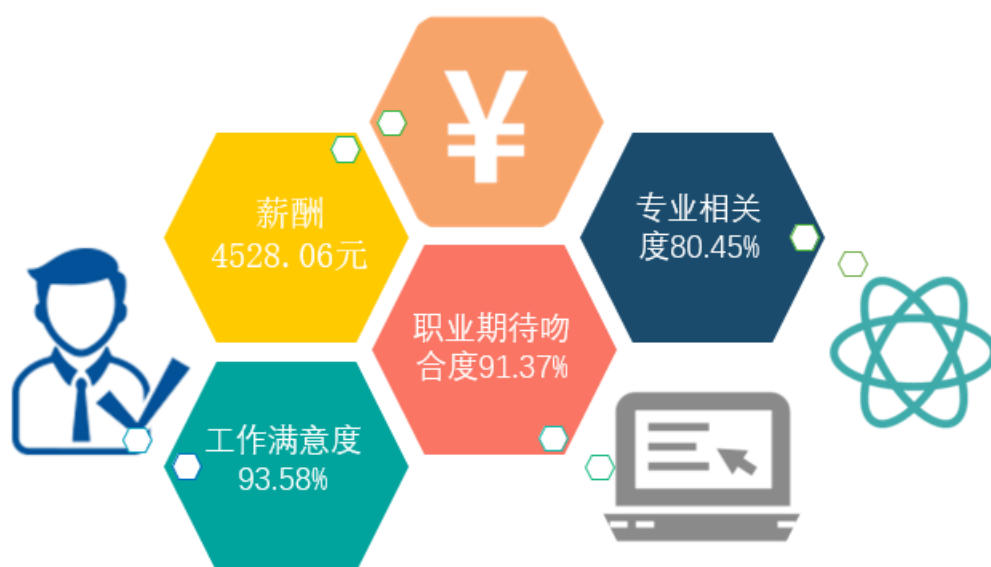 ¥
薪酬
4528.06元
专业相关
度80.45%
职业期待吻
合度91.37%
工作满意度
93.58%